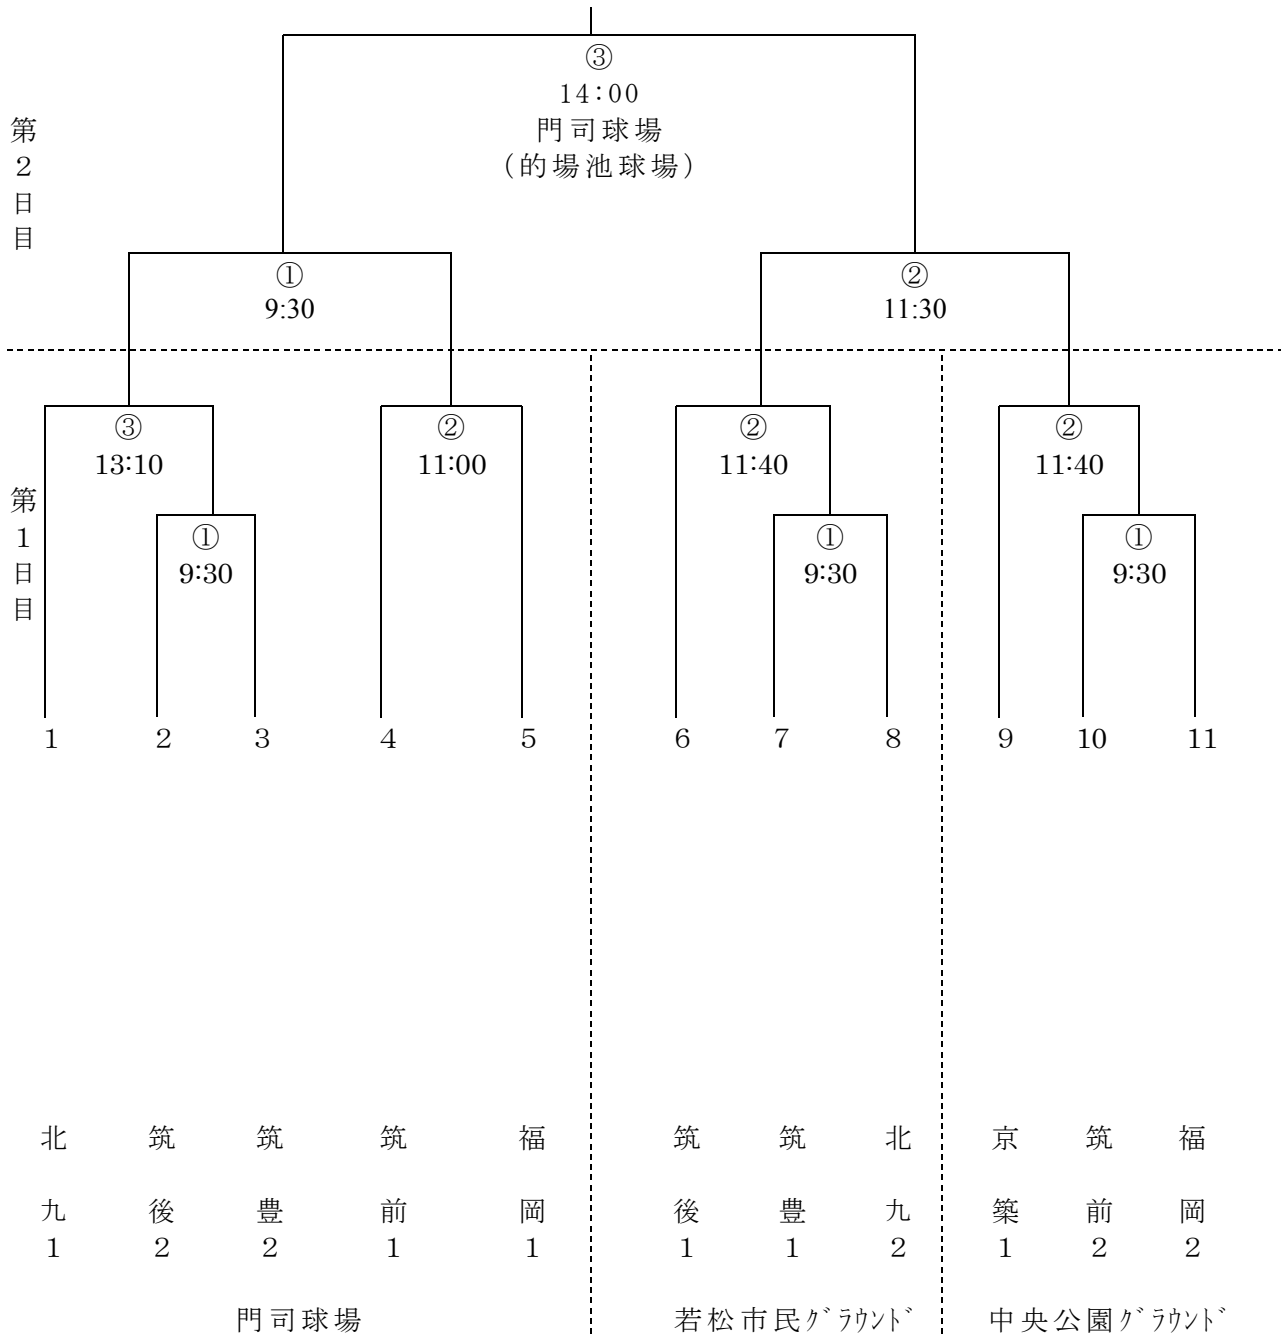 ③
14：00
門司球場
(的場池球場)
第２日目
① ②
9:30 11:30
③ ② ② ②
13:10 11:00 11:40 11:40
第１日目
① ① ①
9:30 9:30 9:30
1 2 3 4 5 6 7 8 9 10 11
北九1 筑後2 筑豊2 筑前1 福岡1 筑後1 筑豊1 北九2 京築1 筑前2 福岡2
門司球場 若松市民ｸﾞﾗｳﾝﾄﾞ 中央公園ｸﾞﾗｳﾝﾄﾞ